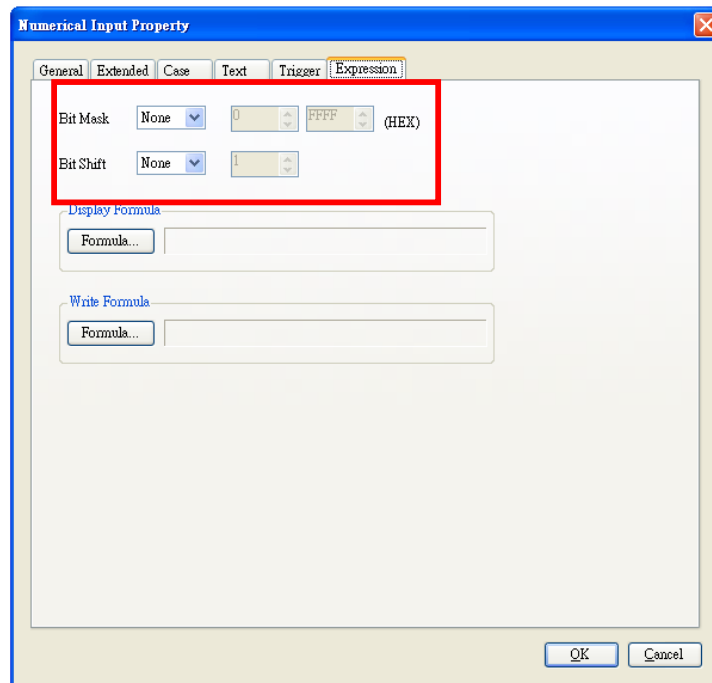 Numerical Input Property
General Extended Case Text Trigger Expression
Bit Mask None 0 FFFF (HEX)
Bit Shift None 1
Display Formula
Formula...
Write Formula
Formula...
OK Cancel